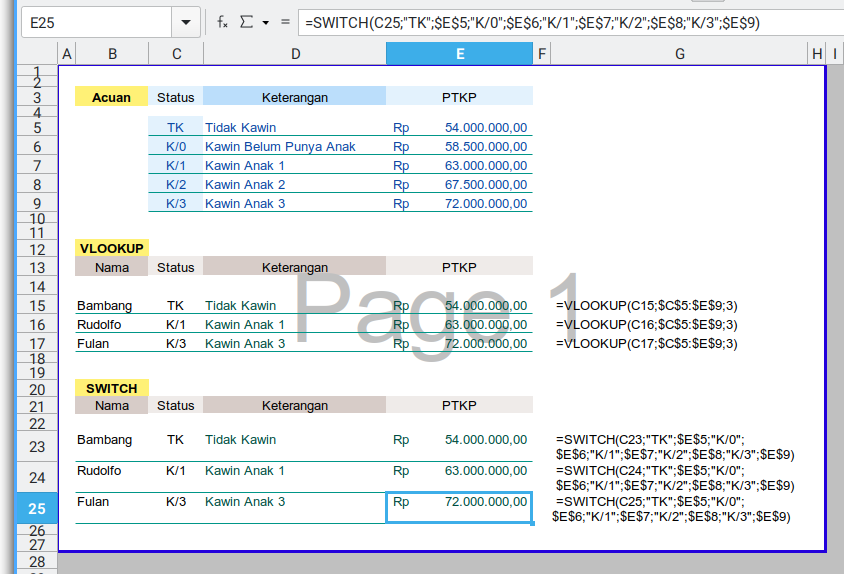 E25
fx Σ = =SWITCH(C25;"TK";$E$5;"K/0";$E$6;"K/1";$E$7;"K/2";$E$8;"K/3";$E$9)
A B C D E F G H I
1
2
3 Acuan Status Keterangan PTKP
4
5 TK Tidak Kawin Rp 54.000.000,00
6 K/0 Kawin Belum Punya Anak Rp 58.500.000,00
7 K/1 Kawin Anak 1 Rp 63.000.000,00
8 K/2 Kawin Anak 2 Rp 67.500.000,00
9 K/3 Kawin Anak 3 Rp 72.000.000,00
10
11
12 VLOOKUP
13 Nama Status Keterangan PTKP
14
Page 1
15 Bambang TK Tidak Kawin Rp 54.000.000,00 =VLOOKUP(C15;$C$5:$E$9;3)
16 Rudolfo K/1 Kawin Anak 1 Rp 63.000.000,00 =VLOOKUP(C16;$C$5:$E$9;3)
17 Fulan K/3 Kawin Anak 3 Rp 72.000.000,00 =VLOOKUP(C17;$C$5:$E$9;3)
18
19
20 SWITCH
21 Nama Status Keterangan PTKP
22
23 Bambang TK Tidak Kawin Rp 54.000.000,00 =SWITCH(C23;"TK";$E$5;"K/0";
$E$6;"K/1";$E$7;"K/2";$E$8;"K/3";$E$9)
24 Rudolfo K/1 Kawin Anak 1 Rp 63.000.000,00 =SWITCH(C24;"TK";$E$5;"K/0";
$E$6;"K/1";$E$7;"K/2";$E$8;"K/3";$E$9)
25 Fulan K/3 Kawin Anak 3 Rp 72.000.000,00 =SWITCH(C25;"TK";$E$5;"K/0";
$E$6;"K/1";$E$7;"K/2";$E$8;"K/3";$E$9)
26
27
28